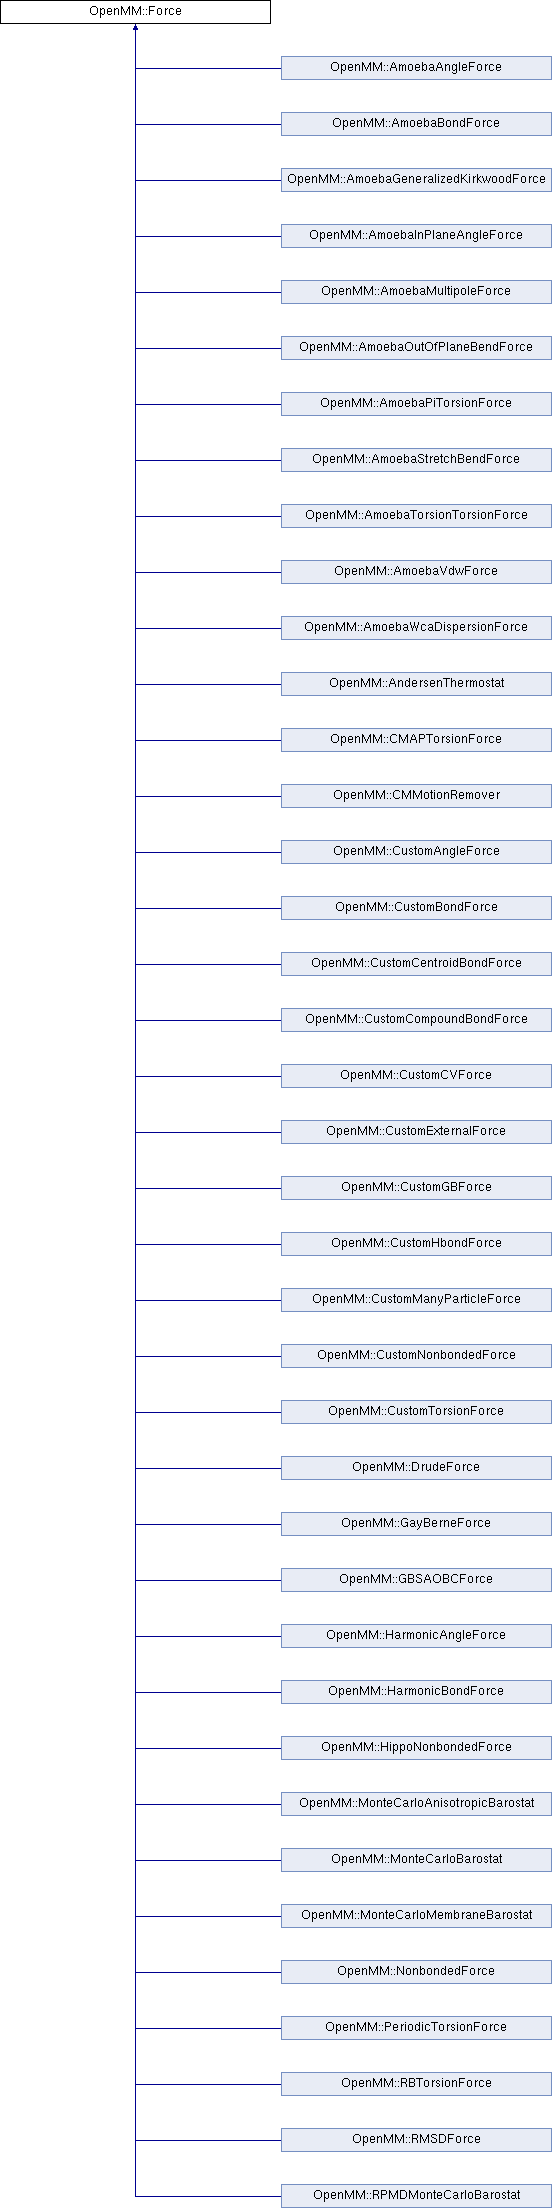 OpenMM::Force
OpenMM::AmoebaAngleForce
OpenMM::AmoebaBondForce
OpenMM::AmoebaGeneralizedKirkwoodForce
OpenMM::AmoebaInPlaneAngleForce
OpenMM::AmoebaMultipoleForce
OpenMM::AmoebaOutOfPlaneBendForce
OpenMM::AmoebaPiTorsionForce
OpenMM::AmoebaStretchBendForce
OpenMM::AmoebaTorsionTorsionForce
OpenMM::AmoebaVdwForce
OpenMM::AmoebaWcaDispersionForce
OpenMM::AndersenThermostat
OpenMM::CMAPTorsionForce
OpenMM::CMMotionRemover
OpenMM::CustomAngleForce
OpenMM::CustomBondForce
OpenMM::CustomCentroidBondForce
OpenMM::CustomCompoundBondForce
OpenMM::CustomCVForce
OpenMM::CustomExternalForce
OpenMM::CustomGBForce
OpenMM::CustomHbondForce
OpenMM::CustomManyParticleForce
OpenMM::CustomNonbondedForce
OpenMM::CustomTorsionForce
OpenMM::DrudeForce
OpenMM::GayBerneForce
OpenMM::GBSAOBCForce
OpenMM::HarmonicAngleForce
OpenMM::HarmonicBondForce
OpenMM::HippoNonbondedForce
OpenMM::MonteCarloAnisotropicBarostat
OpenMM::MonteCarloBarostat
OpenMM::MonteCarloMembraneBarostat
OpenMM::NonbondedForce
OpenMM::PeriodicTorsionForce
OpenMM::RBTorsionForce
OpenMM::RMSDForce
OpenMM::RPMDMonteCarloBarostat